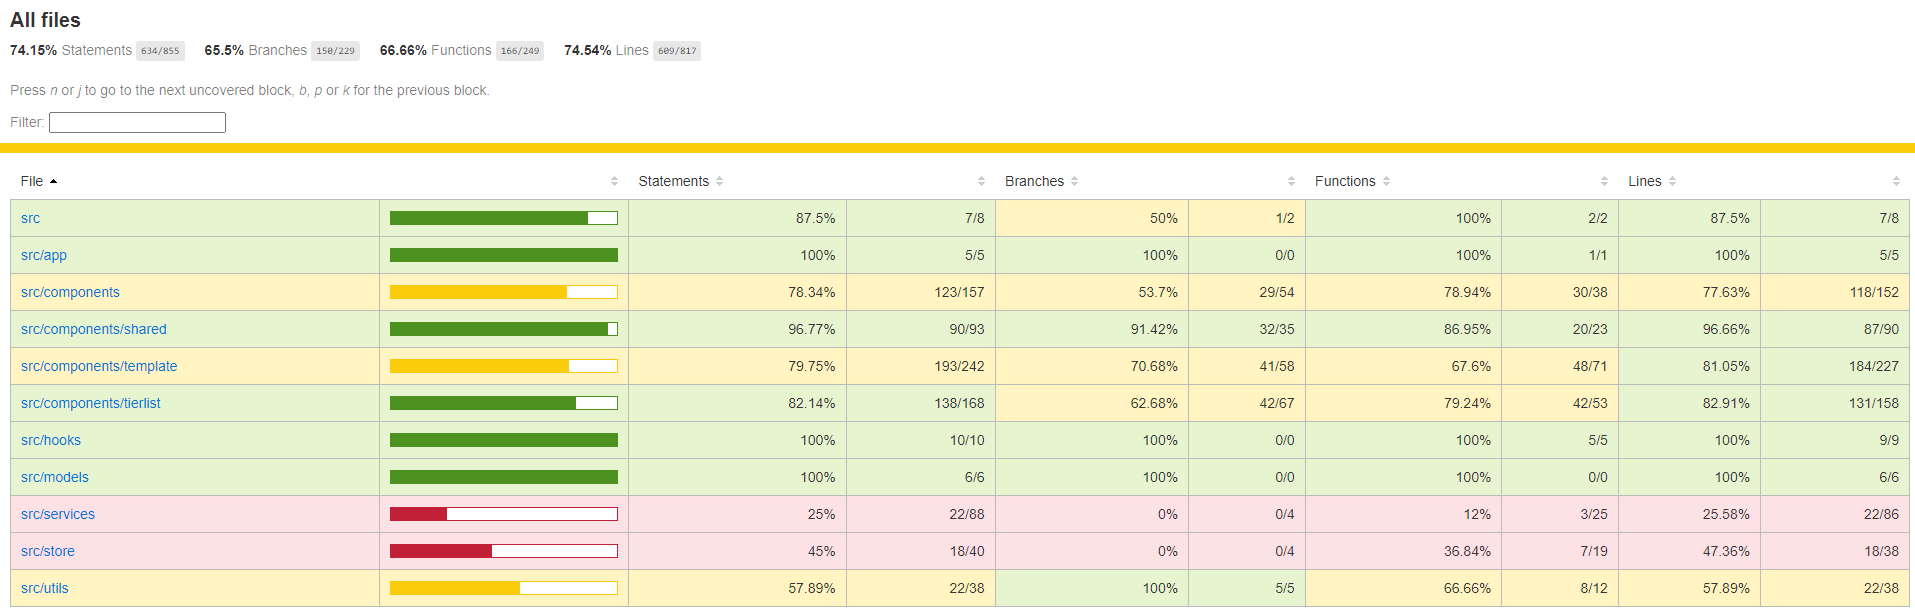 All files
74.15% Statements 634/855 65.5% Branches 150/229 66.66% Functions 166/249 74.54% Lines 609/817
Press n or j to go to the next uncovered block, b, p or k for the previous block.
Filter:
File Statements Branches Functions Lines
src 87.5% 7/8 50% 1/2 100% 2/2 87.5% 7/8
src/app 100% 5/5 100% 0/0 100% 1/1 100% 5/5
src/components 78.34% 123/157 53.7% 29/54 78.94% 30/38 77.63% 118/152
src/components/shared 96.77% 90/93 91.42% 32/35 86.95% 20/23 96.66% 87/90
src/components/template 79.75% 193/242 70.68% 41/58 67.6% 48/71 81.05% 184/227
src/components/tierlist 82.14% 138/168 62.68% 42/67 79.24% 42/53 82.91% 131/158
src/hooks 100% 10/10 100% 0/0 100% 5/5 100% 9/9
src/models 100% 6/6 100% 0/0 100% 0/0 100% 6/6
src/services 25% 22/88 0% 0/4 12% 3/25 25.58% 22/86
src/store 45% 18/40 0% 0/4 36.84% 7/19 47.36% 18/38
src/utils 57.89% 22/38 100% 5/5 66.66% 8/12 57.89% 22/38